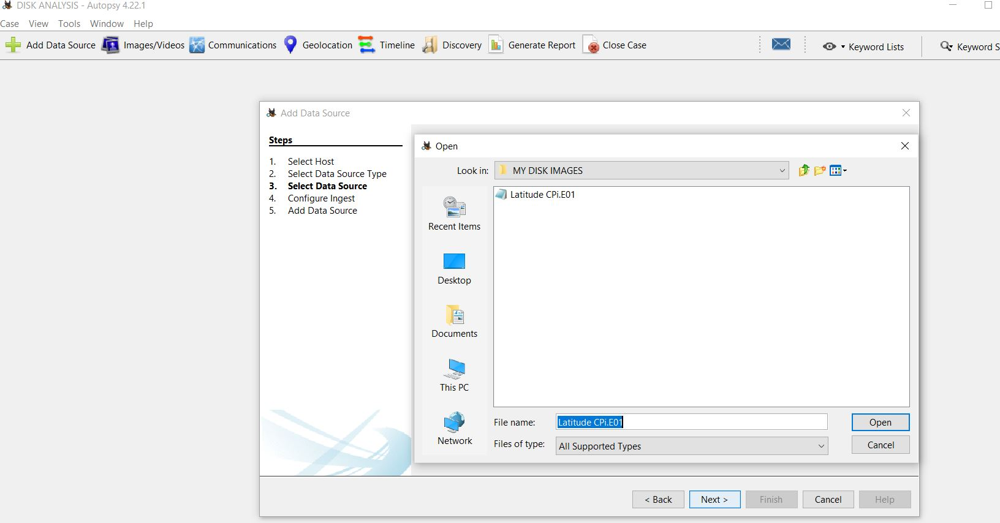 DISK ANALYSIS - Autopsy 4.22.1
Case View Tools Window Help
Add Data Source Images/Videos Communications Geolocation Timeline Discovery Generate Report Close Case Keyword Lists Keyword S
Add Data Source
Steps
1. Select Host
2. Select Data Source Type
3. Select Data Source
4. Configure Ingest
5. Add Data Source
Open
Look in: MY DISK IMAGES
Latitude CPi.E01
Recent Items
Desktop
Documents
This PC
Network
File name: Latitude CPi.E01 Open
Files of type: All Supported Types Cancel
< Back Next > Finish Cancel Help